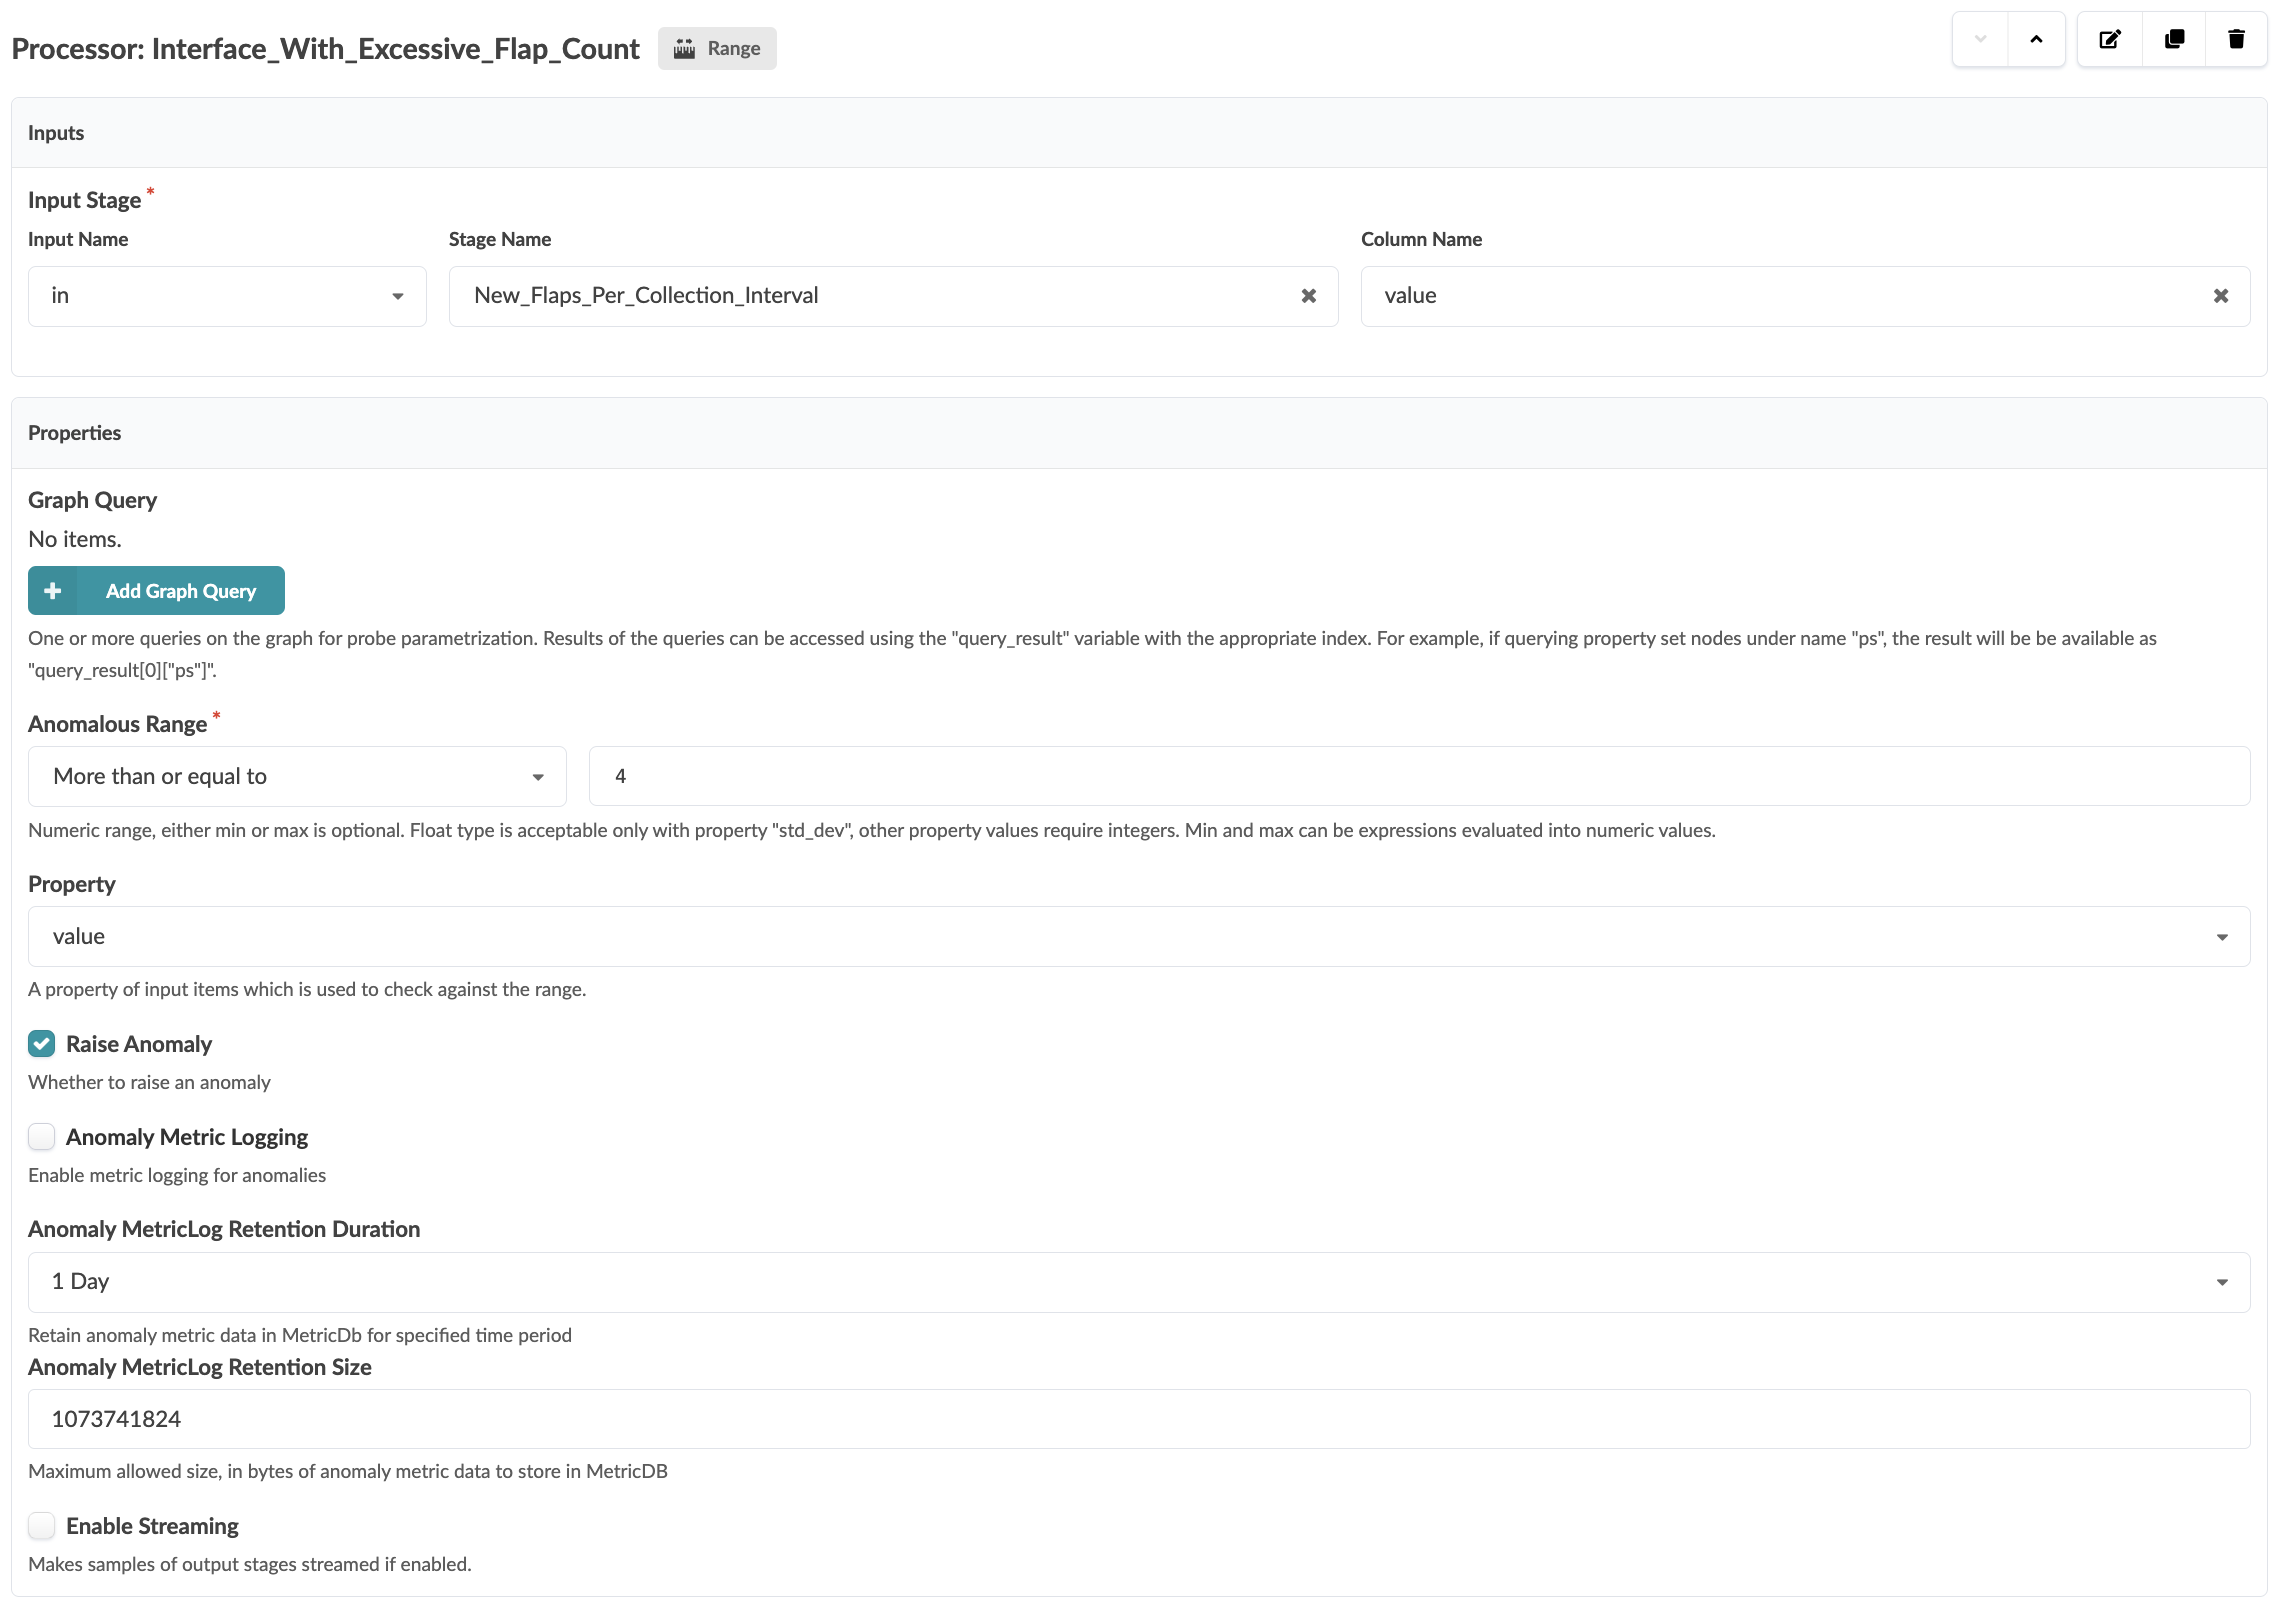 Processor: Interface_With_Excessive_Flap_Count Range
Inputs
Input Stage *
Input Name Stage Name Column Name
in New_Flaps_Per_Collection_Interval value
Properties
Graph Query
No items.
Add Graph Query
One or more queries on the graph for probe parametrization. Results of the queries can be accessed using the "query_result" variable with the appropriate index. For example, if querying property set nodes under name "ps", the result will be be available as
"query_result[0]["ps"]".
Anomalous Range *
More than or equal to 4
Numeric range, either min or max is optional. Float type is acceptable only with property "std_dev", other property values require integers. Min and max can be expressions evaluated into numeric values.
Property
value
A property of input items which is used to check against the range.
Raise Anomaly
Whether to raise an anomaly
Anomaly Metric Logging
Enable metric logging for anomalies
Anomaly MetricLog Retention Duration
1 Day
Retain anomaly metric data in MetricDb for specified time period
Anomaly MetricLog Retention Size
1073741824
Maximum allowed size, in bytes of anomaly metric data to store in MetricDB
Enable Streaming
Makes samples of output stages streamed if enabled.